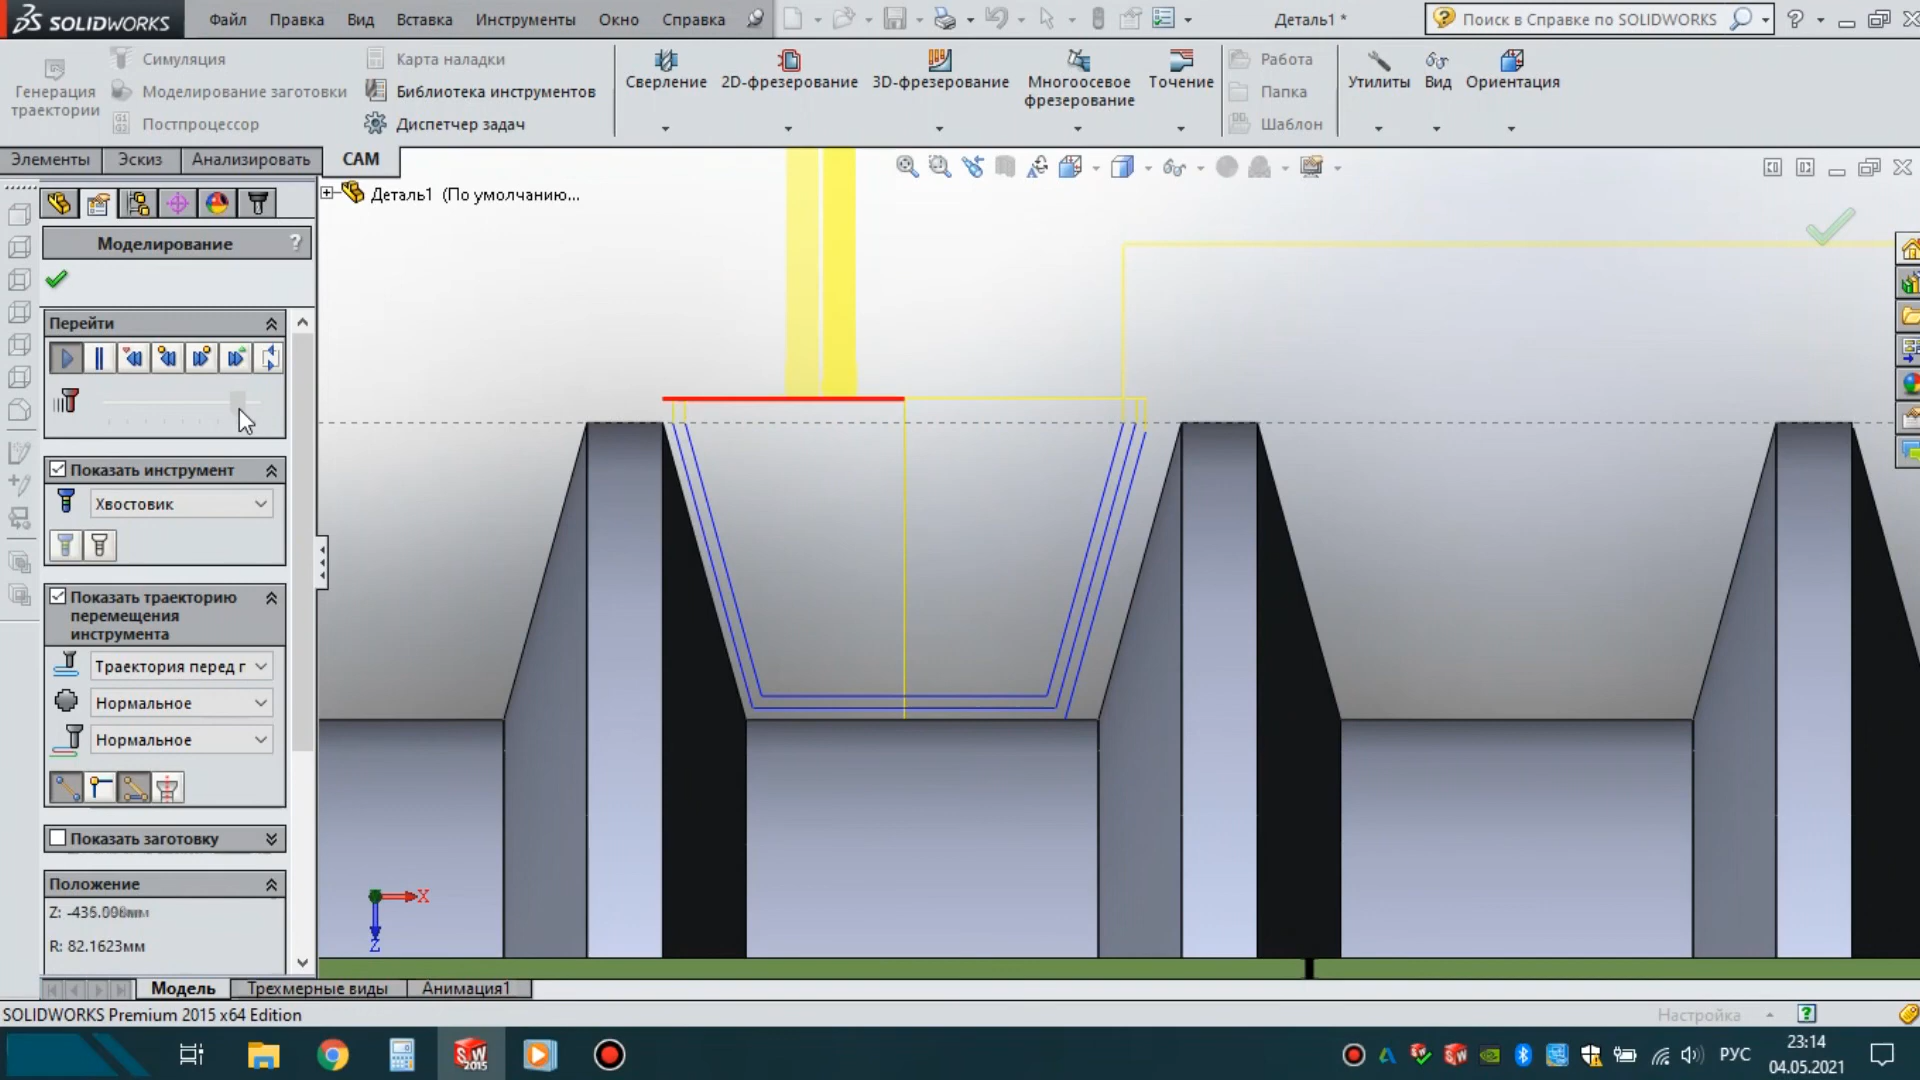 SOLIDWORKS
Файл Правка Вид Вставка Инструменты Окно Справка
Деталь1 *
Поиск в Справке по SOLIDWORKS
Генерация траектории
Симуляция
Моделирование заготовки
Постпроцессор
Карта наладки
Библиотека инструментов
Диспетчер задач
Сверление
2D-фрезерование
3D-фрезерование
Многоосевое фрезерование
Точение
Работа
Папка
Шаблон
Утилиты
Вид
Ориентация
Элементы Эскиз Анализировать CAM
Деталь1 (По умолчанию...
Моделирование ?
Перейти
Показать инструмент
Хвостовик
Показать траекторию
перемещения
инструмента
Траектория перед г
Нормальное
Нормальное
Показать заготовку
Положение
R: 82.1623мм
X
Z
Модель Трехмерные виды Анимация1
SOLIDWORKS Premium 2015 x64 Edition
Настройка
2015
РУС
23:14
04.05.2021